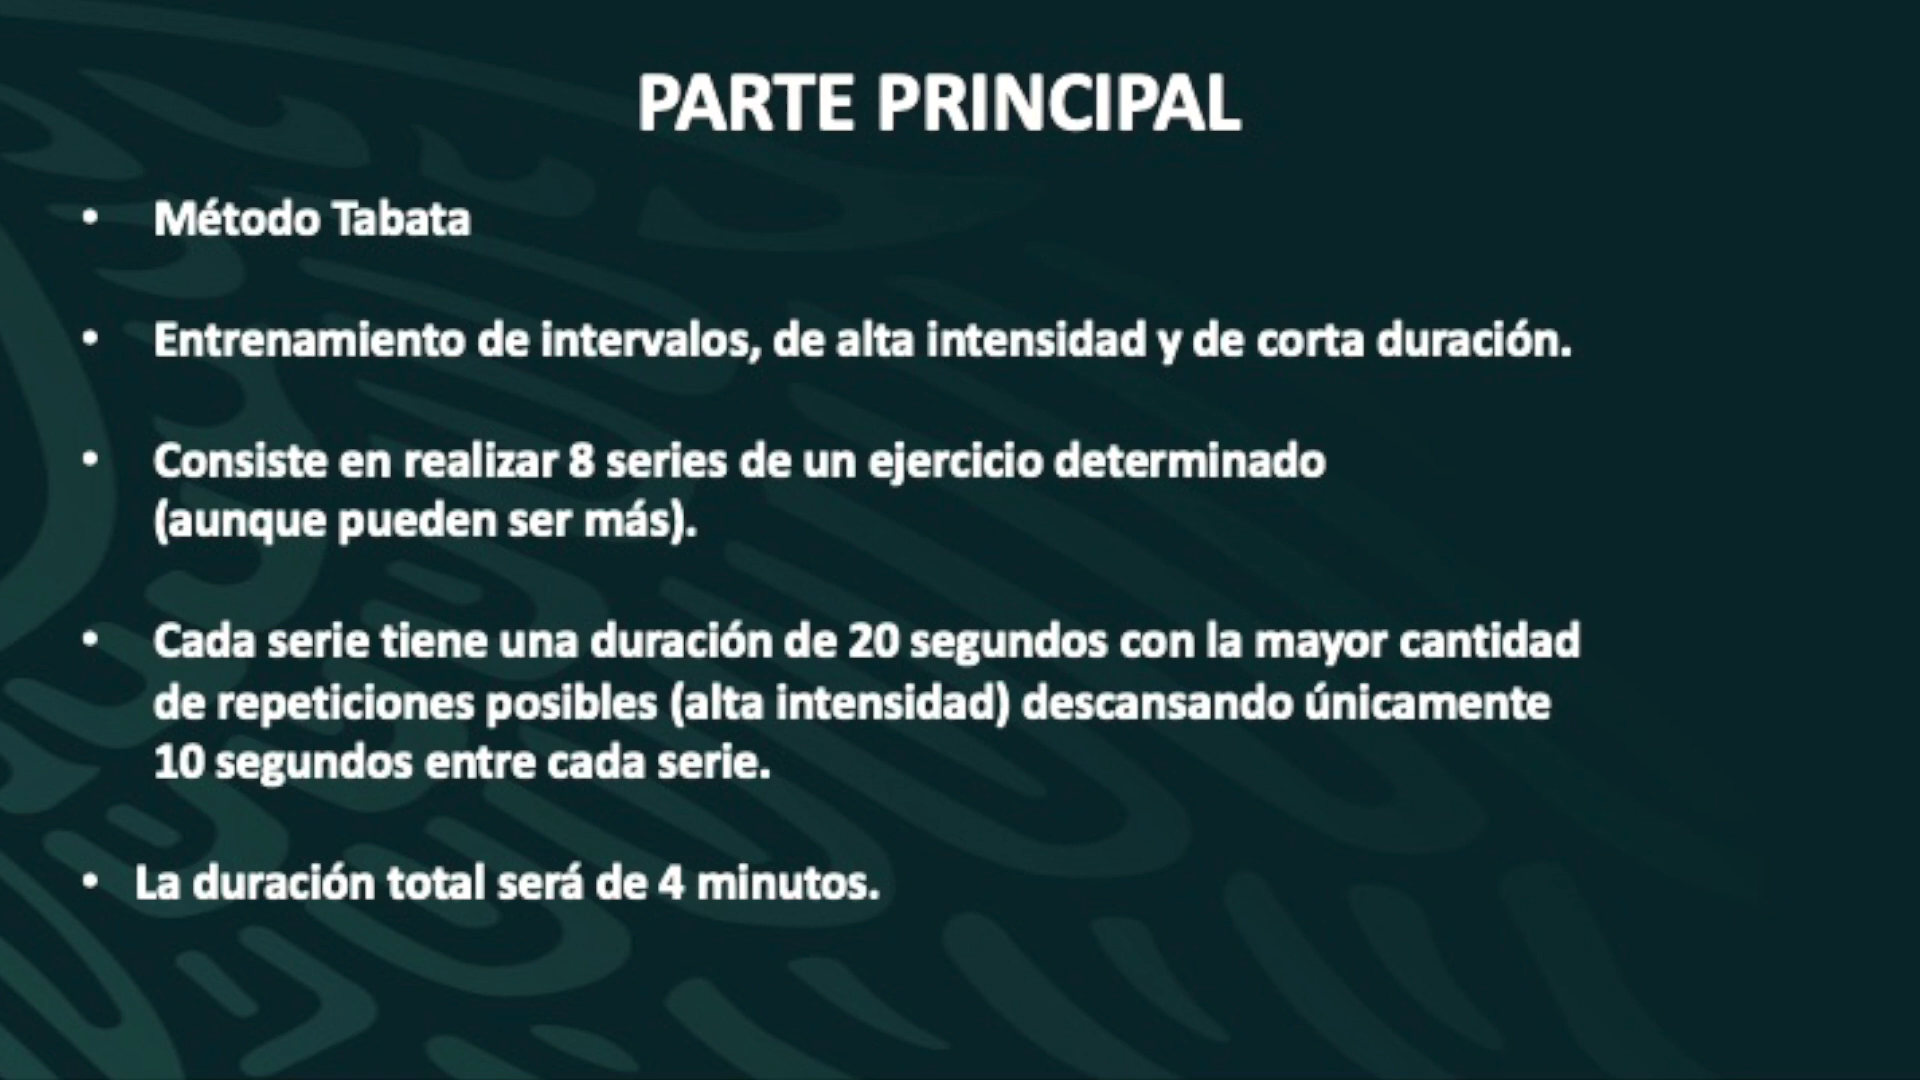 PARTE PRINCIPAL
• Método Tabata
• Entrenamiento de intervalos, de alta intensidad y de corta duración.
• Consiste en realizar 8 series de un ejercicio determinado
(aunque pueden ser más).
• Cada serie tiene una duración de 20 segundos con la mayor cantidad
de repeticiones posibles (alta intensidad) descansando únicamente
10 segundos entre cada serie.
• La duración total será de 4 minutos.